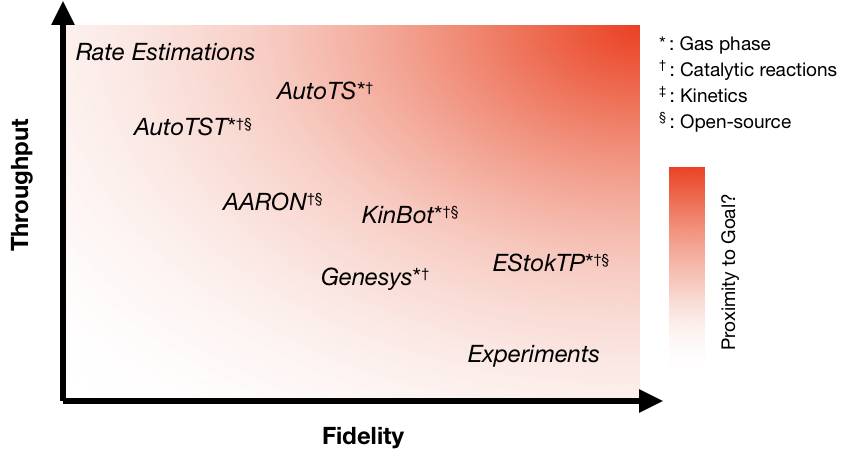 Rate Estimations
AutoTS*†
AutoTST*†§
AARON†§
KinBot*†§
EStokTP*†§
Genesys*†
Experiments
Throughput
Fidelity
*: Gas phase
†: Catalytic reactions
‡: Kinetics
§: Open-source
Proximity to Goal?